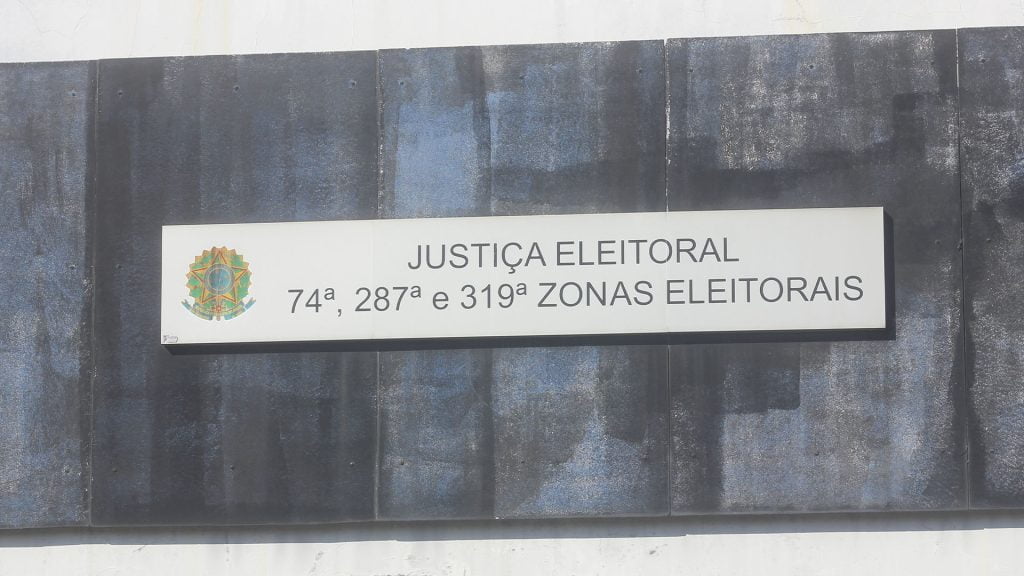 JUSTIÇA ELEITORAL
74ª, 287ª e 319ª ZONAS ELEITORAIS